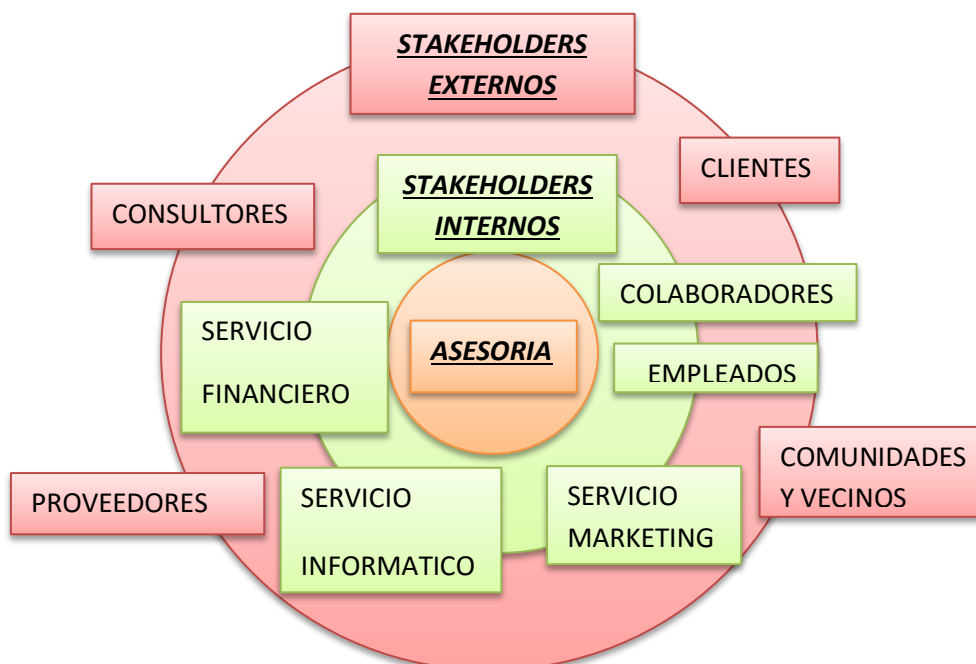 STAKEHOLDERS
EXTERNOS
CLIENTES
CONSULTORES
STAKEHOLDERS
INTERNOS
COLABORADORES
SERVICIO
FINANCIERO
ASESORIA
EMPLEADOS
COMUNIDADES
Y VECINOS
PROVEEDORES
SERVICIO
INFORMATICO
SERVICIO
MARKETING